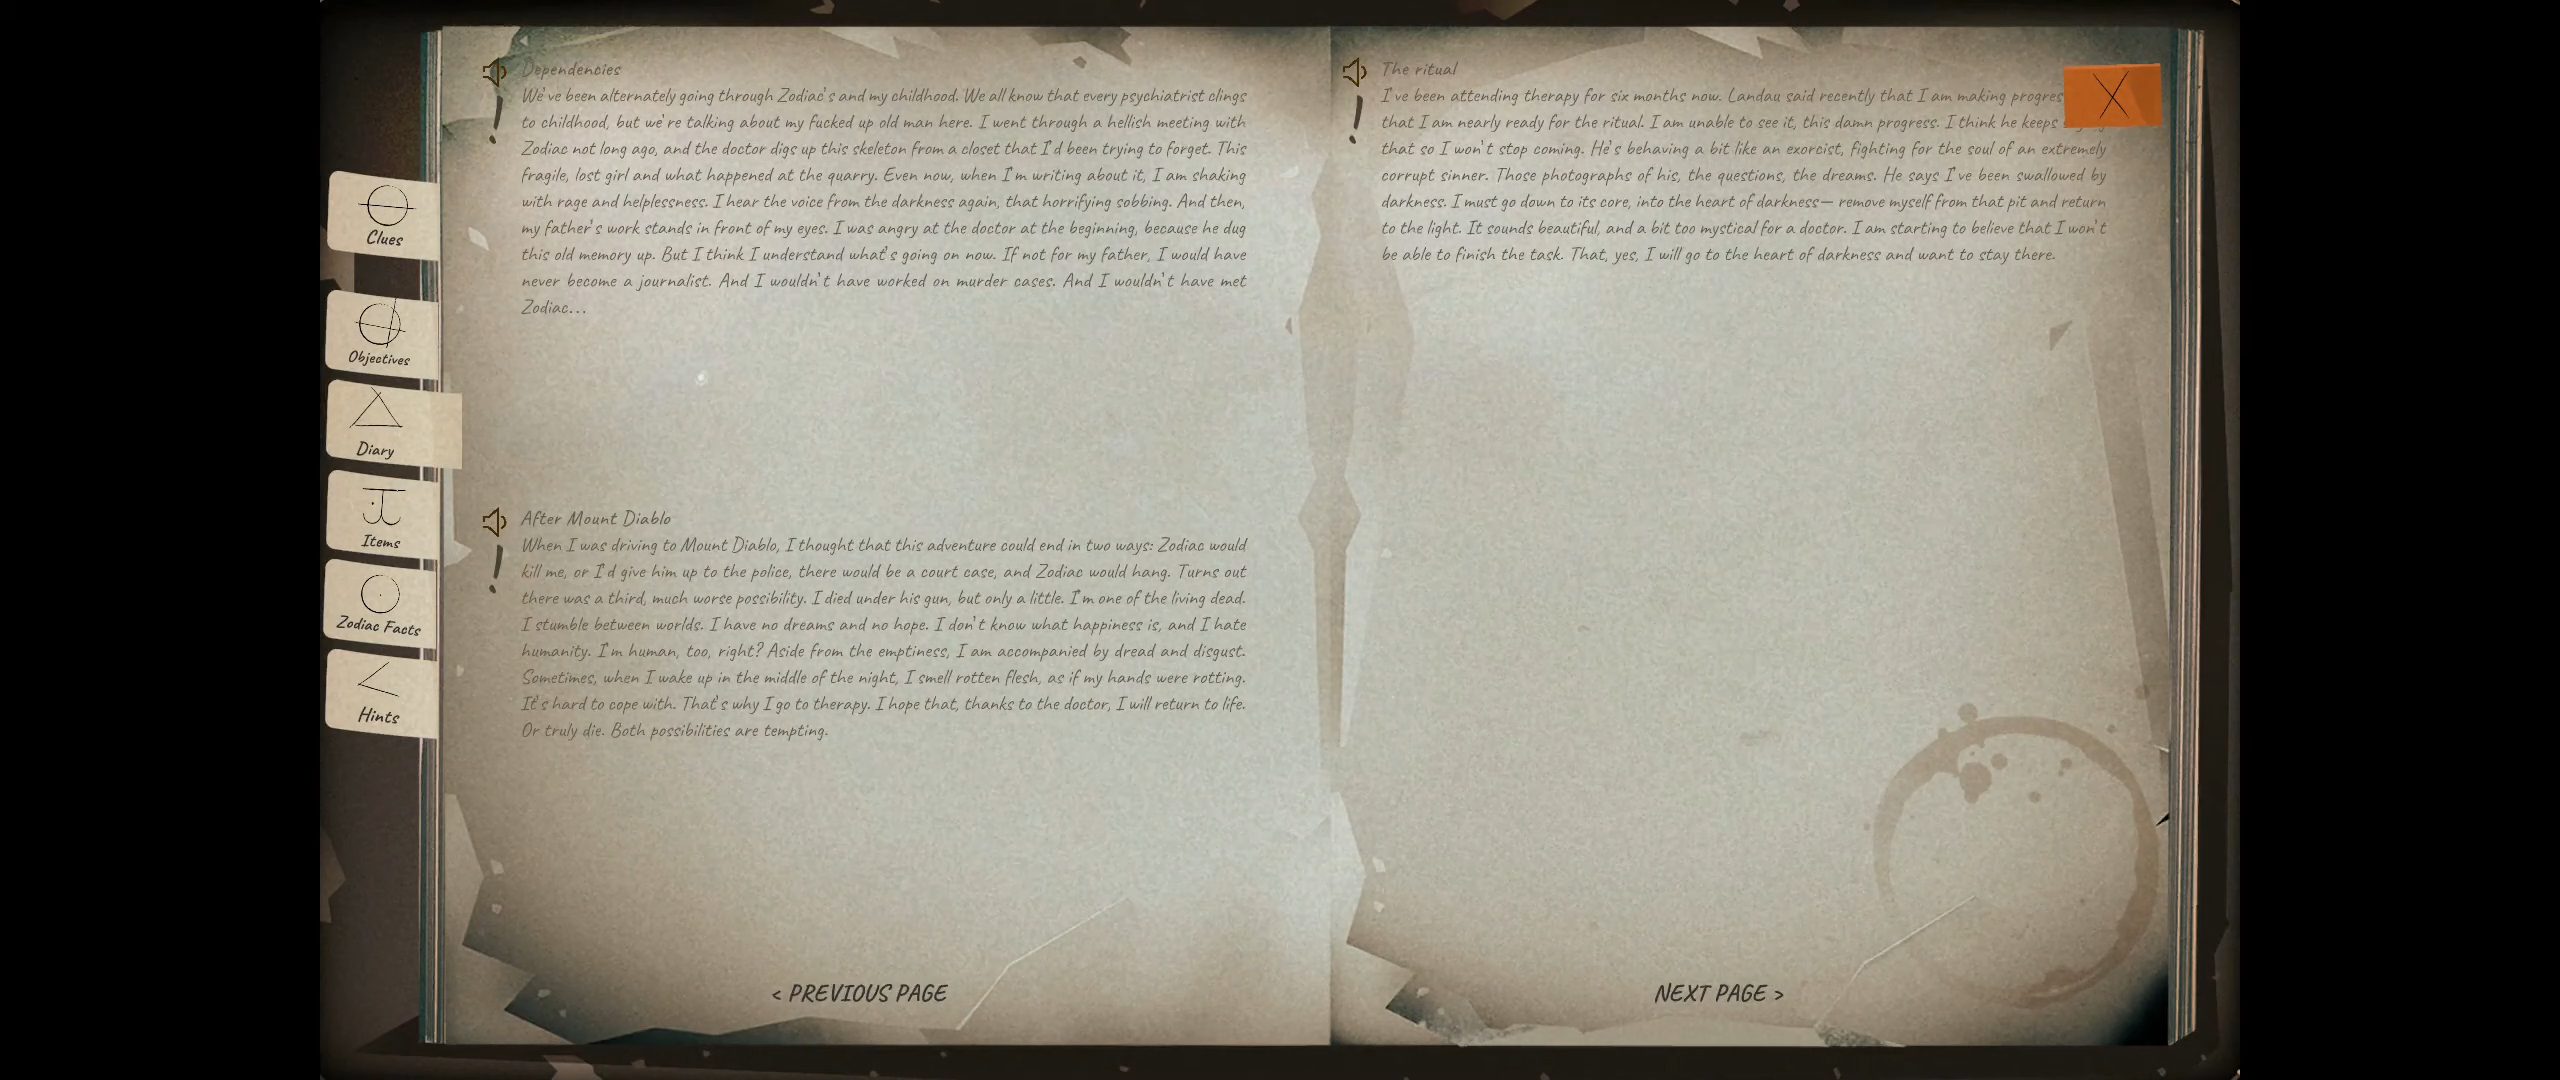 Clues
Objectives
Diary
Items
Zodiac Facts
Hints
Dependencies
We've been alternately going through Zodiac's and my childhood. We all know that every psychiatrist clings
to childhood, but we're talking about my fucked up old man here. I went through a hellish meeting with
Zodiac not long ago, and the doctor digs up this skeleton from a closet that I'd been trying to forget. This
fragile, lost girl and what happened at the quarry. Even now, when I'm writing about it, I am shaking
with rage and helplessness. I hear the voice from the darkness again, that horrifying sobbing. And then,
my father's work stands in front of my eyes. I was angry at the doctor at the beginning, because he dug
this old memory up. But I think I understand what's going on now. If not for my father, I would have
never become a journalist. And I wouldn't have worked on murder cases. And I wouldn't have met
Zodiac...
After Mount Diablo
When I was driving to Mount Diablo, I thought that this adventure could end in two ways: Zodiac would
kill me, or I'd give him up to the police, there would be a court case, and Zodiac would hang. Turns out
there was a third, much worse possibility. I died under his gun, but only a little. I'm one of the living dead.
I stumble between worlds. I have no dreams and no hope. I don't know what happiness is, and I hate
humanity. I'm human, too, right? Aside from the emptiness, I am accompanied by dread and disgust.
Sometimes, when I wake up in the middle of the night, I smell rotten flesh, as if my hands were rotting.
It's hard to cope with. That's why I go to therapy. I hope that, thanks to the doctor, I will return to life.
Or truly die. Both possibilities are tempting.
< PREVIOUS PAGE
The ritual
I've been attending therapy for six months now. Landau said recently that I am making progres
that I am nearly ready for the ritual. I am unable to see it, this damn progress. I think he keeps
that so I won't stop coming. He's behaving a bit like an exorcist, fighting for the soul of an extremely
corrupt sinner. Those photographs of his, the questions, the dreams. He says I've been swallowed by
darkness. I must go down to its core, into the heart of darkness— remove myself from that pit and return
to the light. It sounds beautiful, and a bit too mystical for a doctor. I am starting to believe that I won't
be able to finish the task. That, yes, I will go to the heart of darkness and want to stay there.
NEXT PAGE >